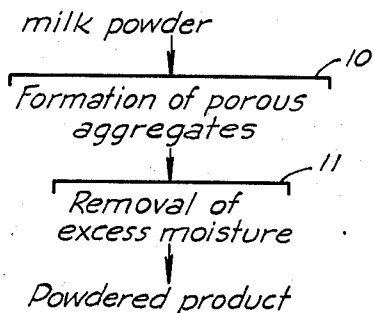 milk powder
10
Formation of porous
aggregates
11
Removal of
excess moisture
Powdered product